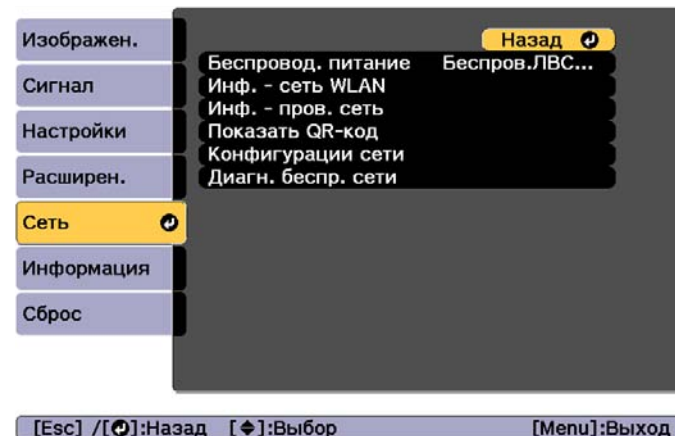 Изображен.
Сигнал
Настройки
Расширен.
Сеть
Информация
Сброс
Назад
Беспровод. питание Беспров.ЛВС...
Инф. - сеть WLAN
Инф. - пров. сеть
Показать QR-код
Конфигурации сети
Диагн. беспр. сети
[Esc] /[⏎]:Назад [◆]:Выбор [Menu]:Выход